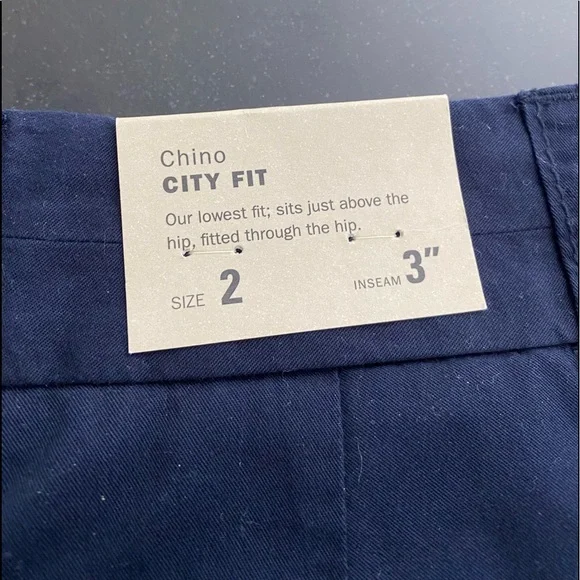 Chino
CITY FIT
Our lowest fit; sits just above the
hip, fitted through the hip.
SIZE 2
INSEAM 3”